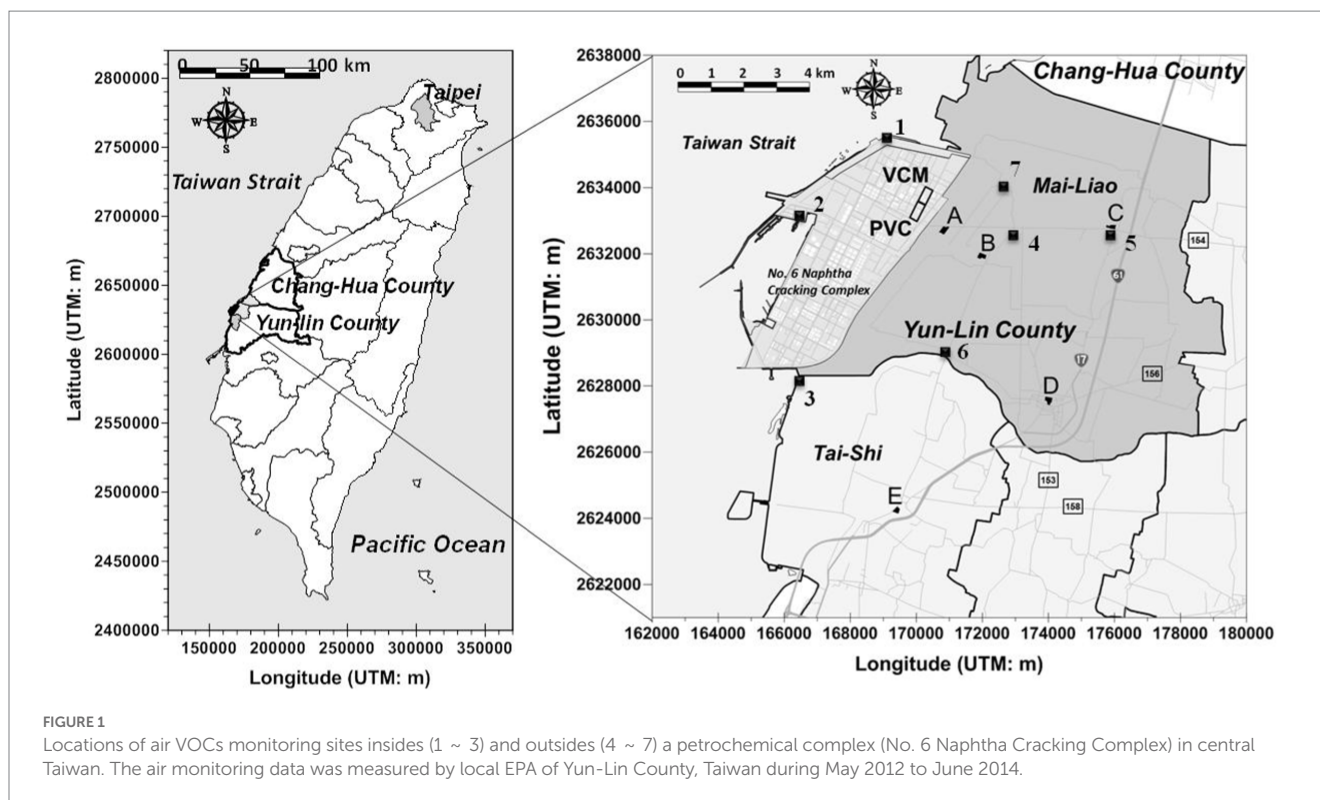 0 50 100 km
N
W E
S
Taipei
Taiwan Strait
Chang-Hua County
Yun-lin County
Pacific Ocean
2800000
2750000
2700000
2650000
2600000
2550000
2500000
2450000
2400000
Latitude (UTM: m)
150000 200000 250000 300000 350000
Longitude (UTM: m)
0 1 2 3 4 km
N
W E
S
Chang-Hua County
Taiwan Strait
1
VCM
7
Mai-Liao
2
A
C
PVC
B
4
5
154
No. 6 Naphtha
Cracking Complex
Yun-Lin County
6
17
156
3
D
Tai-Shi
153
E
158
2638000
2636000
2634000
2632000
2630000
2628000
2626000
2624000
2622000
Latitude (UTM: m)
162000 164000 166000 168000 170000 172000 174000 176000 178000 180000
Longitude (UTM: m)
FIGURE 1
Locations of air VOCs monitoring sites insides (1 ~ 3) and outsides (4 ~ 7) a petrochemical complex (No. 6 Naphtha Cracking Complex) in central
Taiwan. The air monitoring data was measured by local EPA of Yun-Lin County, Taiwan during May 2012 to June 2014.